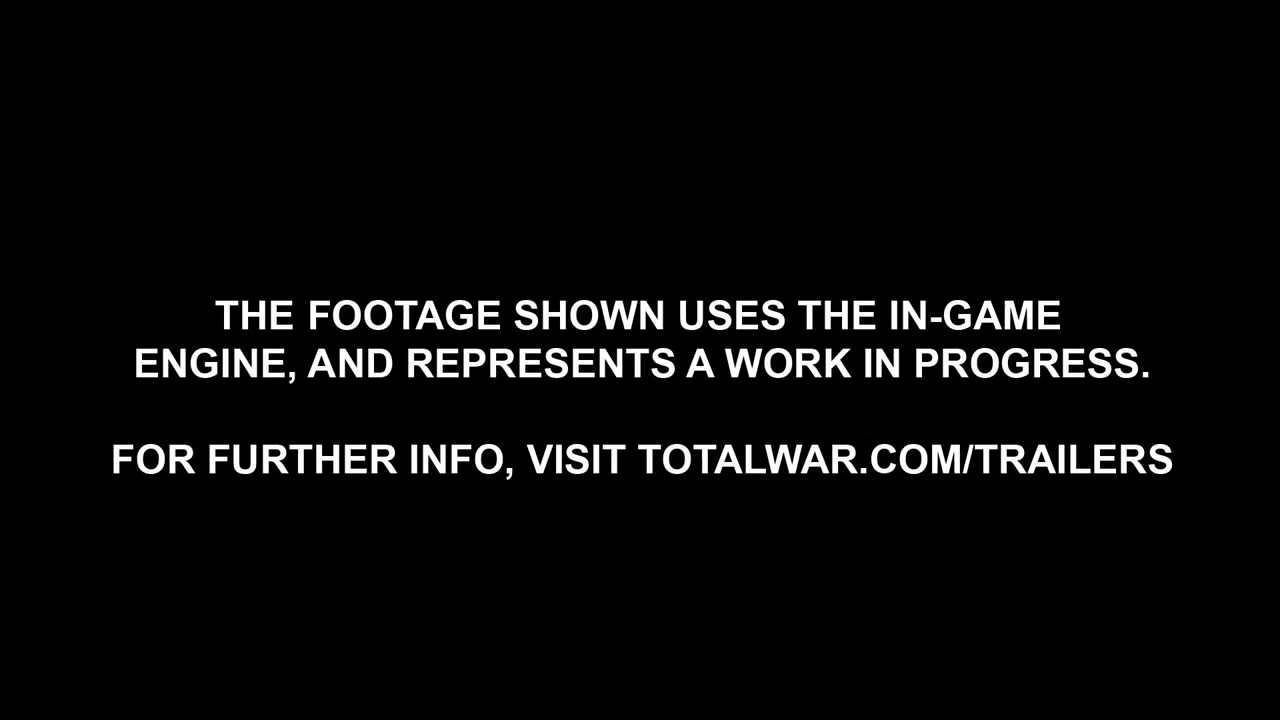 THE FOOTAGE SHOWN USES THE IN-GAME
ENGINE, AND REPRESENTS A WORK IN PROGRESS.
FOR FURTHER INFO, VISIT TOTALWAR.COM/TRAILERS